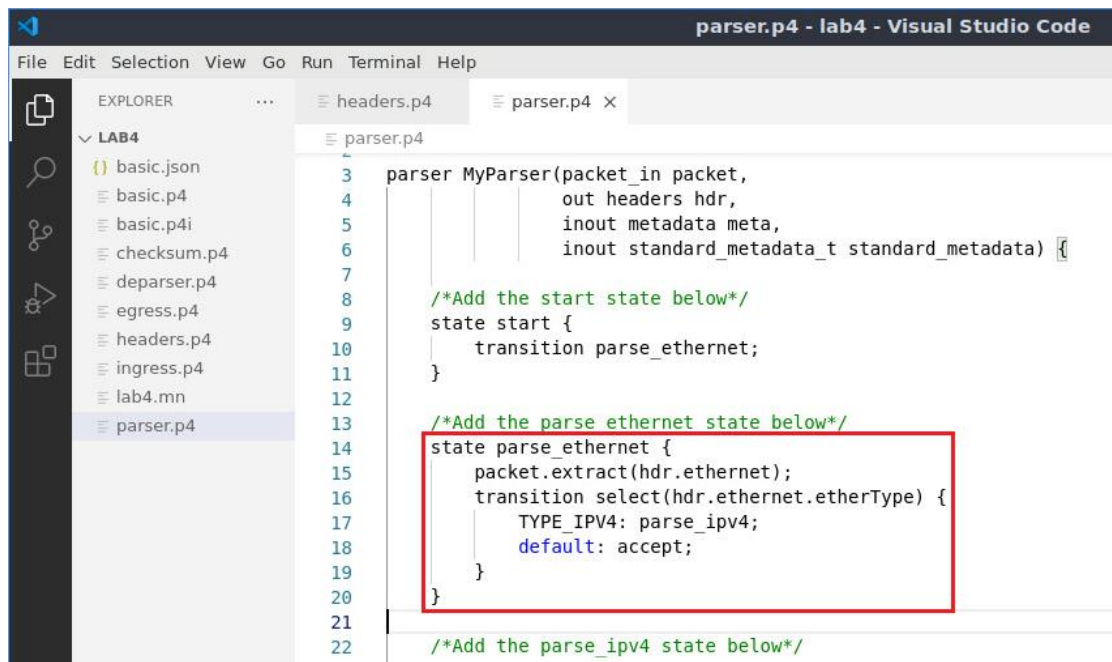 parser.p4 - lab4 - Visual Studio Code
File Edit Selection View Go Run Terminal Help
EXPLORER ...
LAB4
{} basic.json
basic.p4
basic.p4i
checksum.p4
deparser.p4
egress.p4
headers.p4
ingress.p4
lab4.mn
parser.p4
headers.p4 parser.p4 ×
parser.p4
3 parser MyParser(packet_in packet,
4 out headers hdr,
5 inout metadata meta,
6 inout standard_metadata_t standard_metadata) {
7
8 /*Add the start state below*/
9 state start {
10 transition parse_ethernet;
11 }
12
13 /*Add the parse ethernet state below*/
14 state parse_ethernet {
15 packet.extract(hdr.ethernet);
16 transition select(hdr.ethernet.etherType) {
17 TYPE_IPV4: parse_ipv4;
18 default: accept;
19 }
20 }
21
22 /*Add the parse_ipv4 state below*/